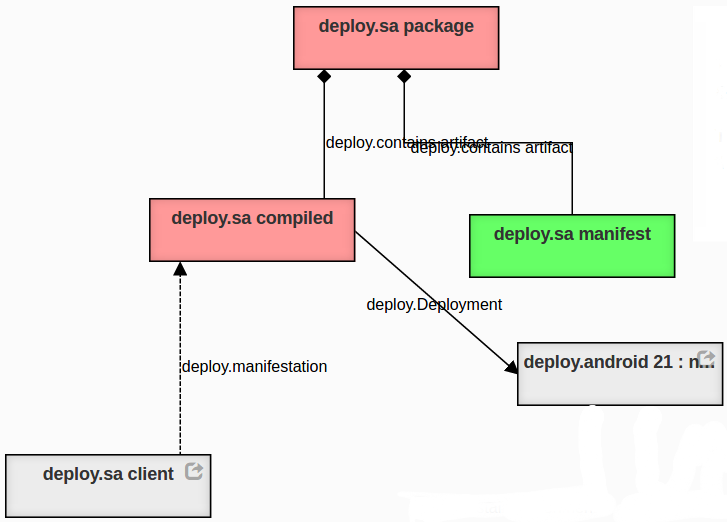 deploy.sa package
deploy.contains artifact
deploy.contains artifact
deploy.sa compiled
deploy.sa manifest
deploy.Deployment
deploy.android 21 : n...
deploy.manifestation
deploy.sa client